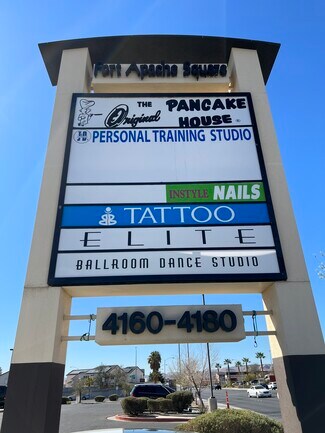 Fort Apache Square
THE Original PANCAKE HOUSE
PERSONAL TRAINING STUDIO
INSTYLE NAILS
TATTOO
ELITE
BALLROOM DANCE STUDIO
4160-4180